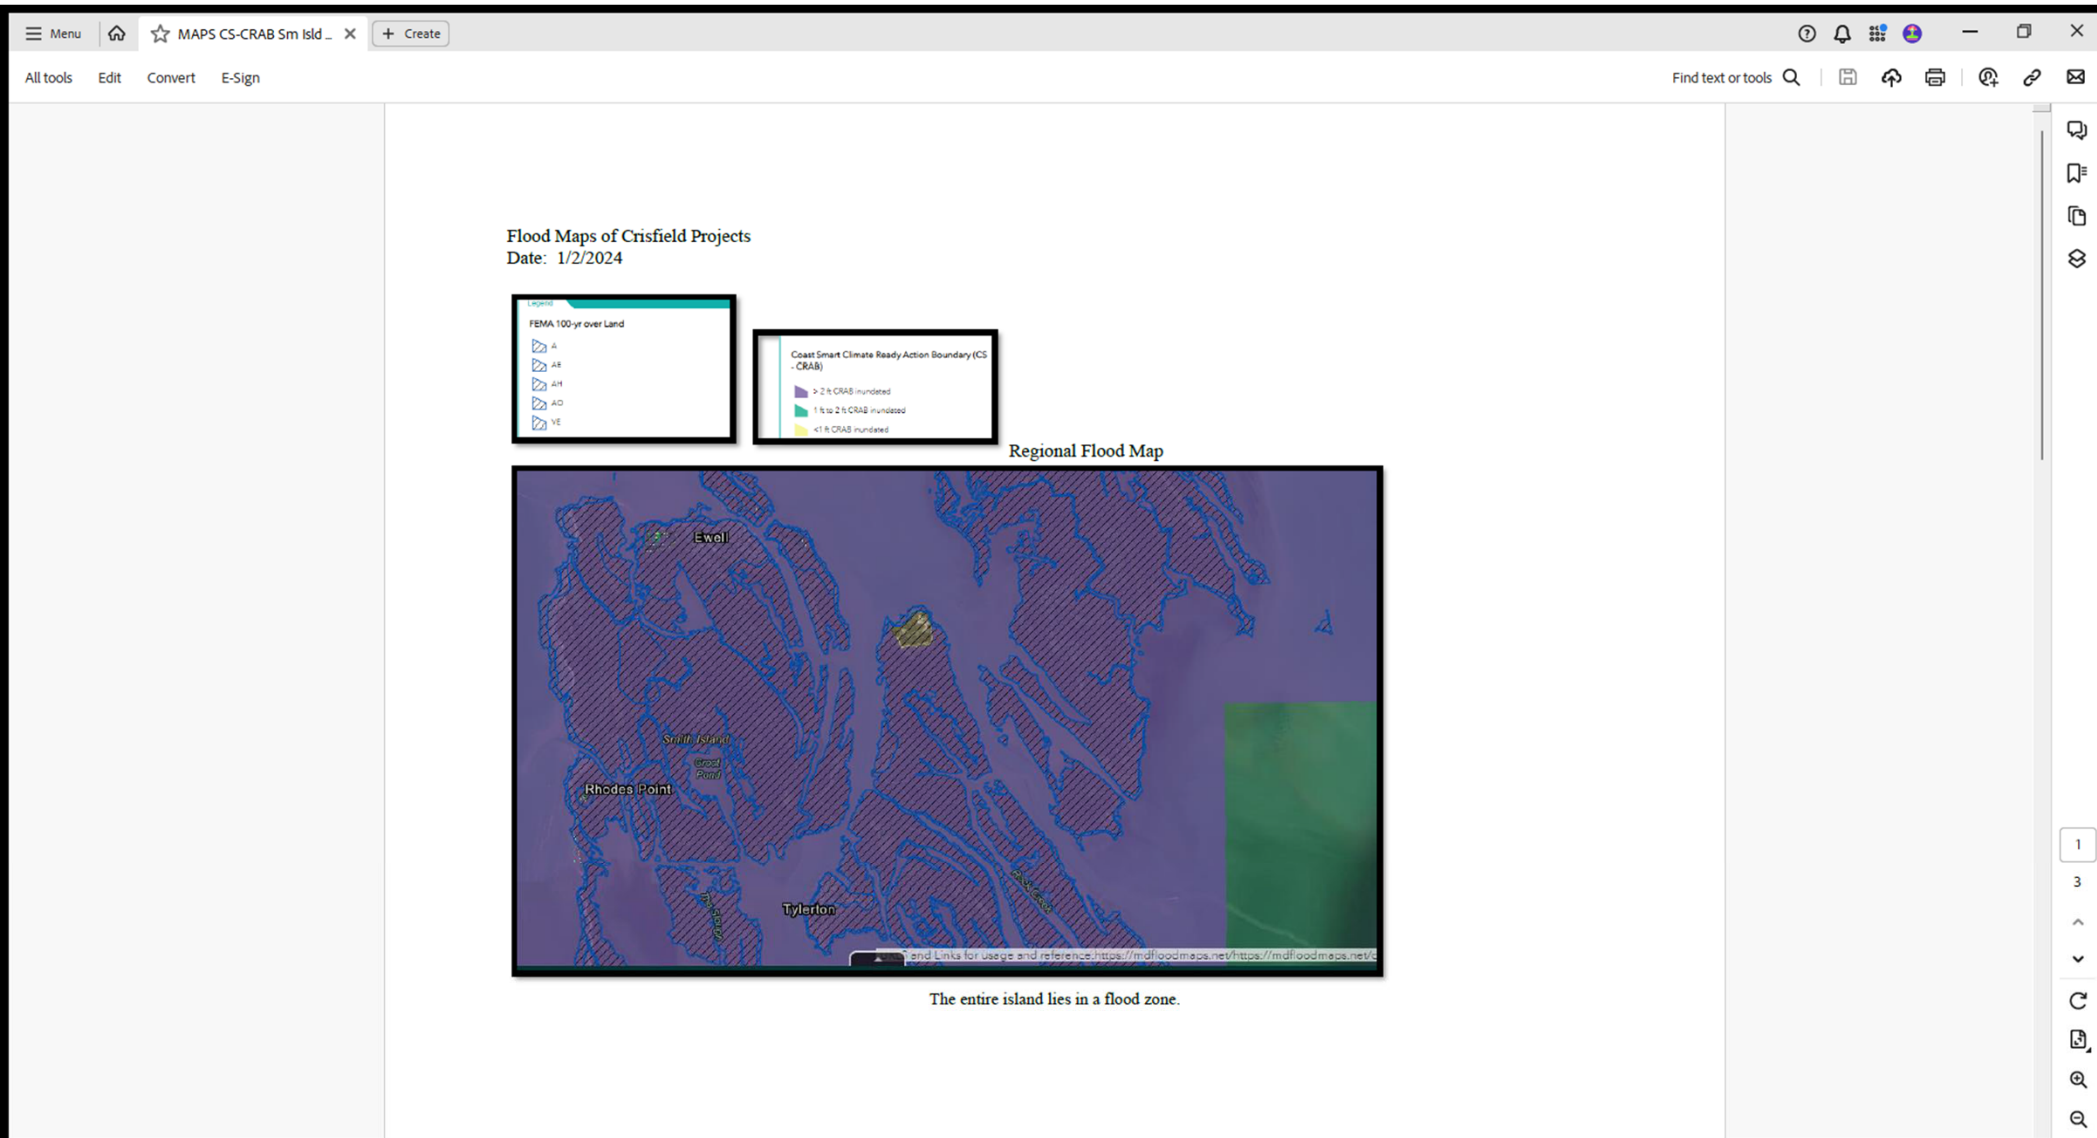 Menu
MAPS CS-CRAB Sm Isld ...
+ Create
All tools
Edit
Convert
E-Sign
Find text or tools
Flood Maps of Crisfield Projects
Date: 1/2/2024
Legend
FEMA 100-yr over Land
A
AE
AH
AO
VE
Coast Smart Climate Ready Action Boundary (CS
- CRAB)
> 2 ft CRAB inundated
1 ft to 2 ft CRAB inundated
<1 ft CRAB inundated
Regional Flood Map
Ewell
Smith Island
Great
Pond
Rhodes Point
Tylerton
and Links for usage and reference:https://mdfloodmaps.net/https://mdfloodmaps.net/
The entire island lies in a flood zone.
1
3